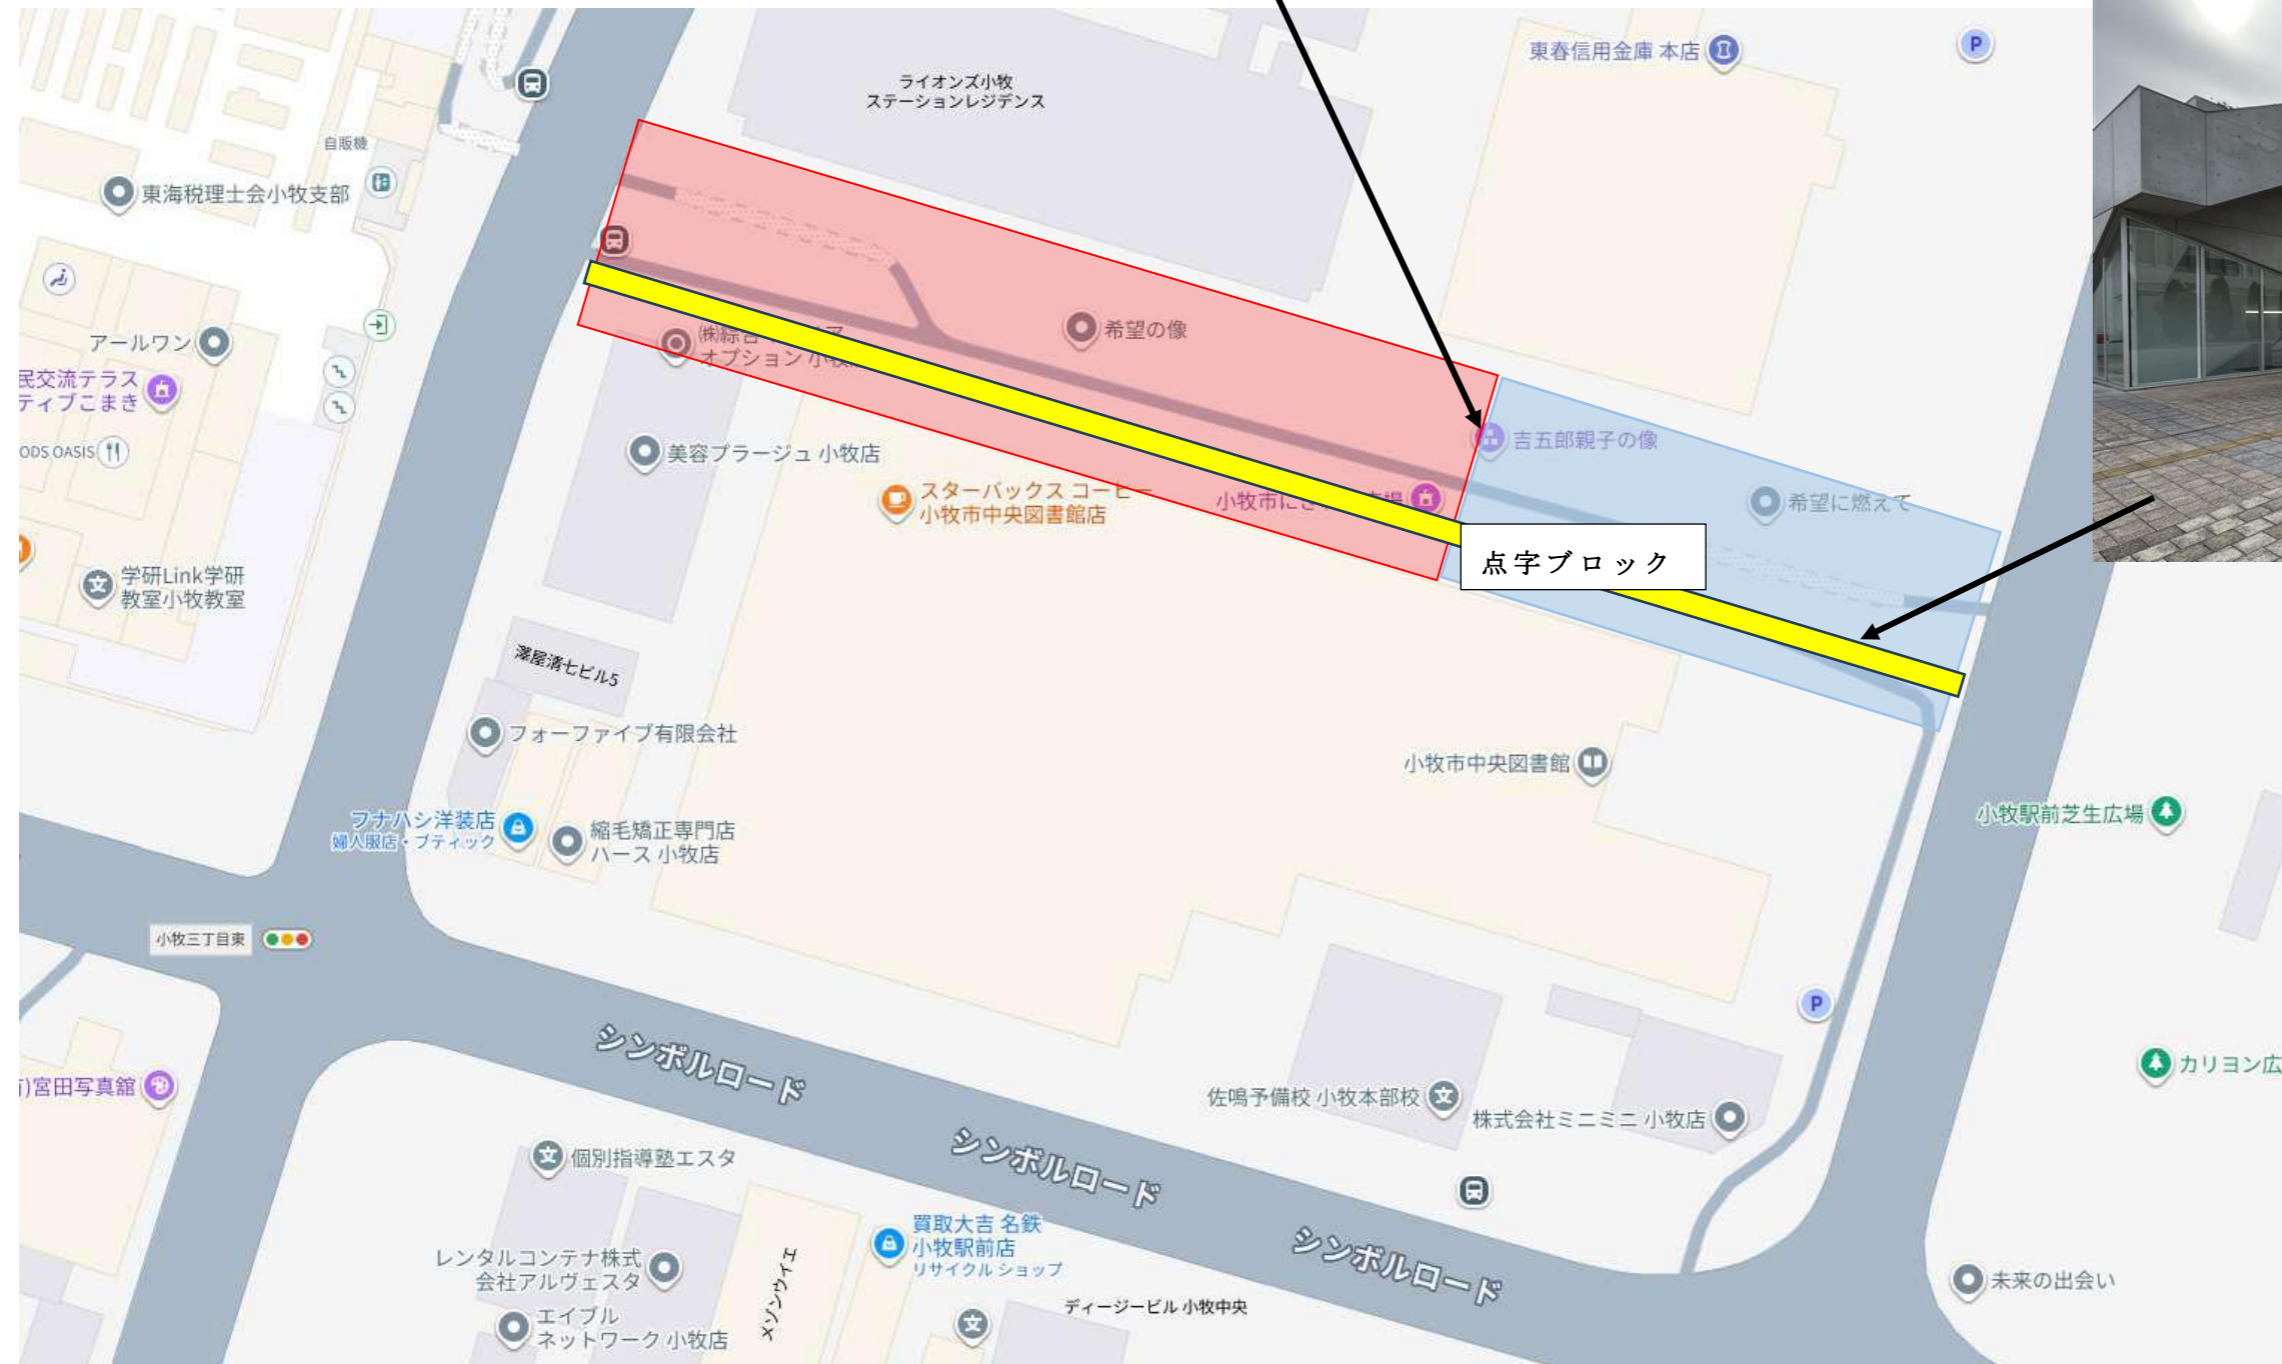 東春信用金庫 本店
P
ライオンズ小牧
ステーションレジデンス
自販機
東海税理士会小牧支部
アールワン
民交流テラス
ティブこまき
ODS OASIS
学研Link学研
教室小牧教室
希望の像
オプション 小牧
美容プラージュ 小牧店
スターバックス コーヒー
小牧市中央図書館店
小牧市に
吉五郎親子の像
希望に燃えて
点字ブロック
澤屋清七ビル5
フォーファイブ有限会社
フナハシ洋装店
婦人服店・ブティック
縮毛矯正専門店
ハース 小牧店
小牧市中央図書館
小牧駅前芝生広場
小牧三丁目東
P
シンボルロード
シンボルロード
シンボルロード
)宮田写真館
佐鳴予備校 小牧本部校
株式会社ミニミニ 小牧店
カリヨン広
個別指導塾エスタ
買取大吉 名鉄
小牧駅前店
リサイクル ショップ
レンタルコンテナ株式
会社アルヴェスタ
エイブル
ネットワーク 小牧店
メゾンウイエ
ディージービル 小牧中央
未来の出会い